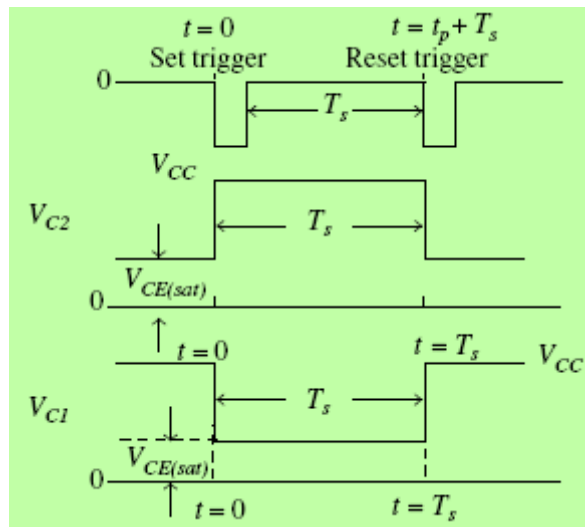 t = 0 t = tp + Ts
Set trigger Reset trigger
0
Ts
VCC
VC2
Ts
VCE(sat)
0
t = 0 t = Ts VCC
VC1
Ts
VCE(sat)
0
t = 0 t = Ts